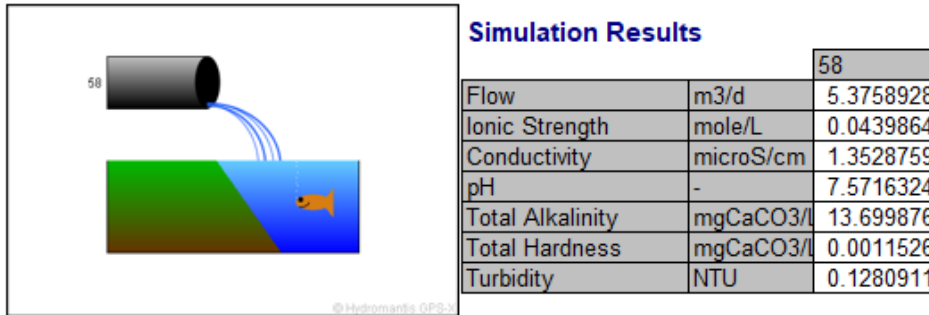 58
© Hydromantis GPS-X
Simulation Results
58
Flow m3/d 5.3758928
Ionic Strength mole/L 0.0439864
Conductivity microS/cm 1.3528759
pH - 7.5716324
Total Alkalinity mgCaCO3/L 13.699876
Total Hardness mgCaCO3/L 0.0011526
Turbidity NTU 0.1280911